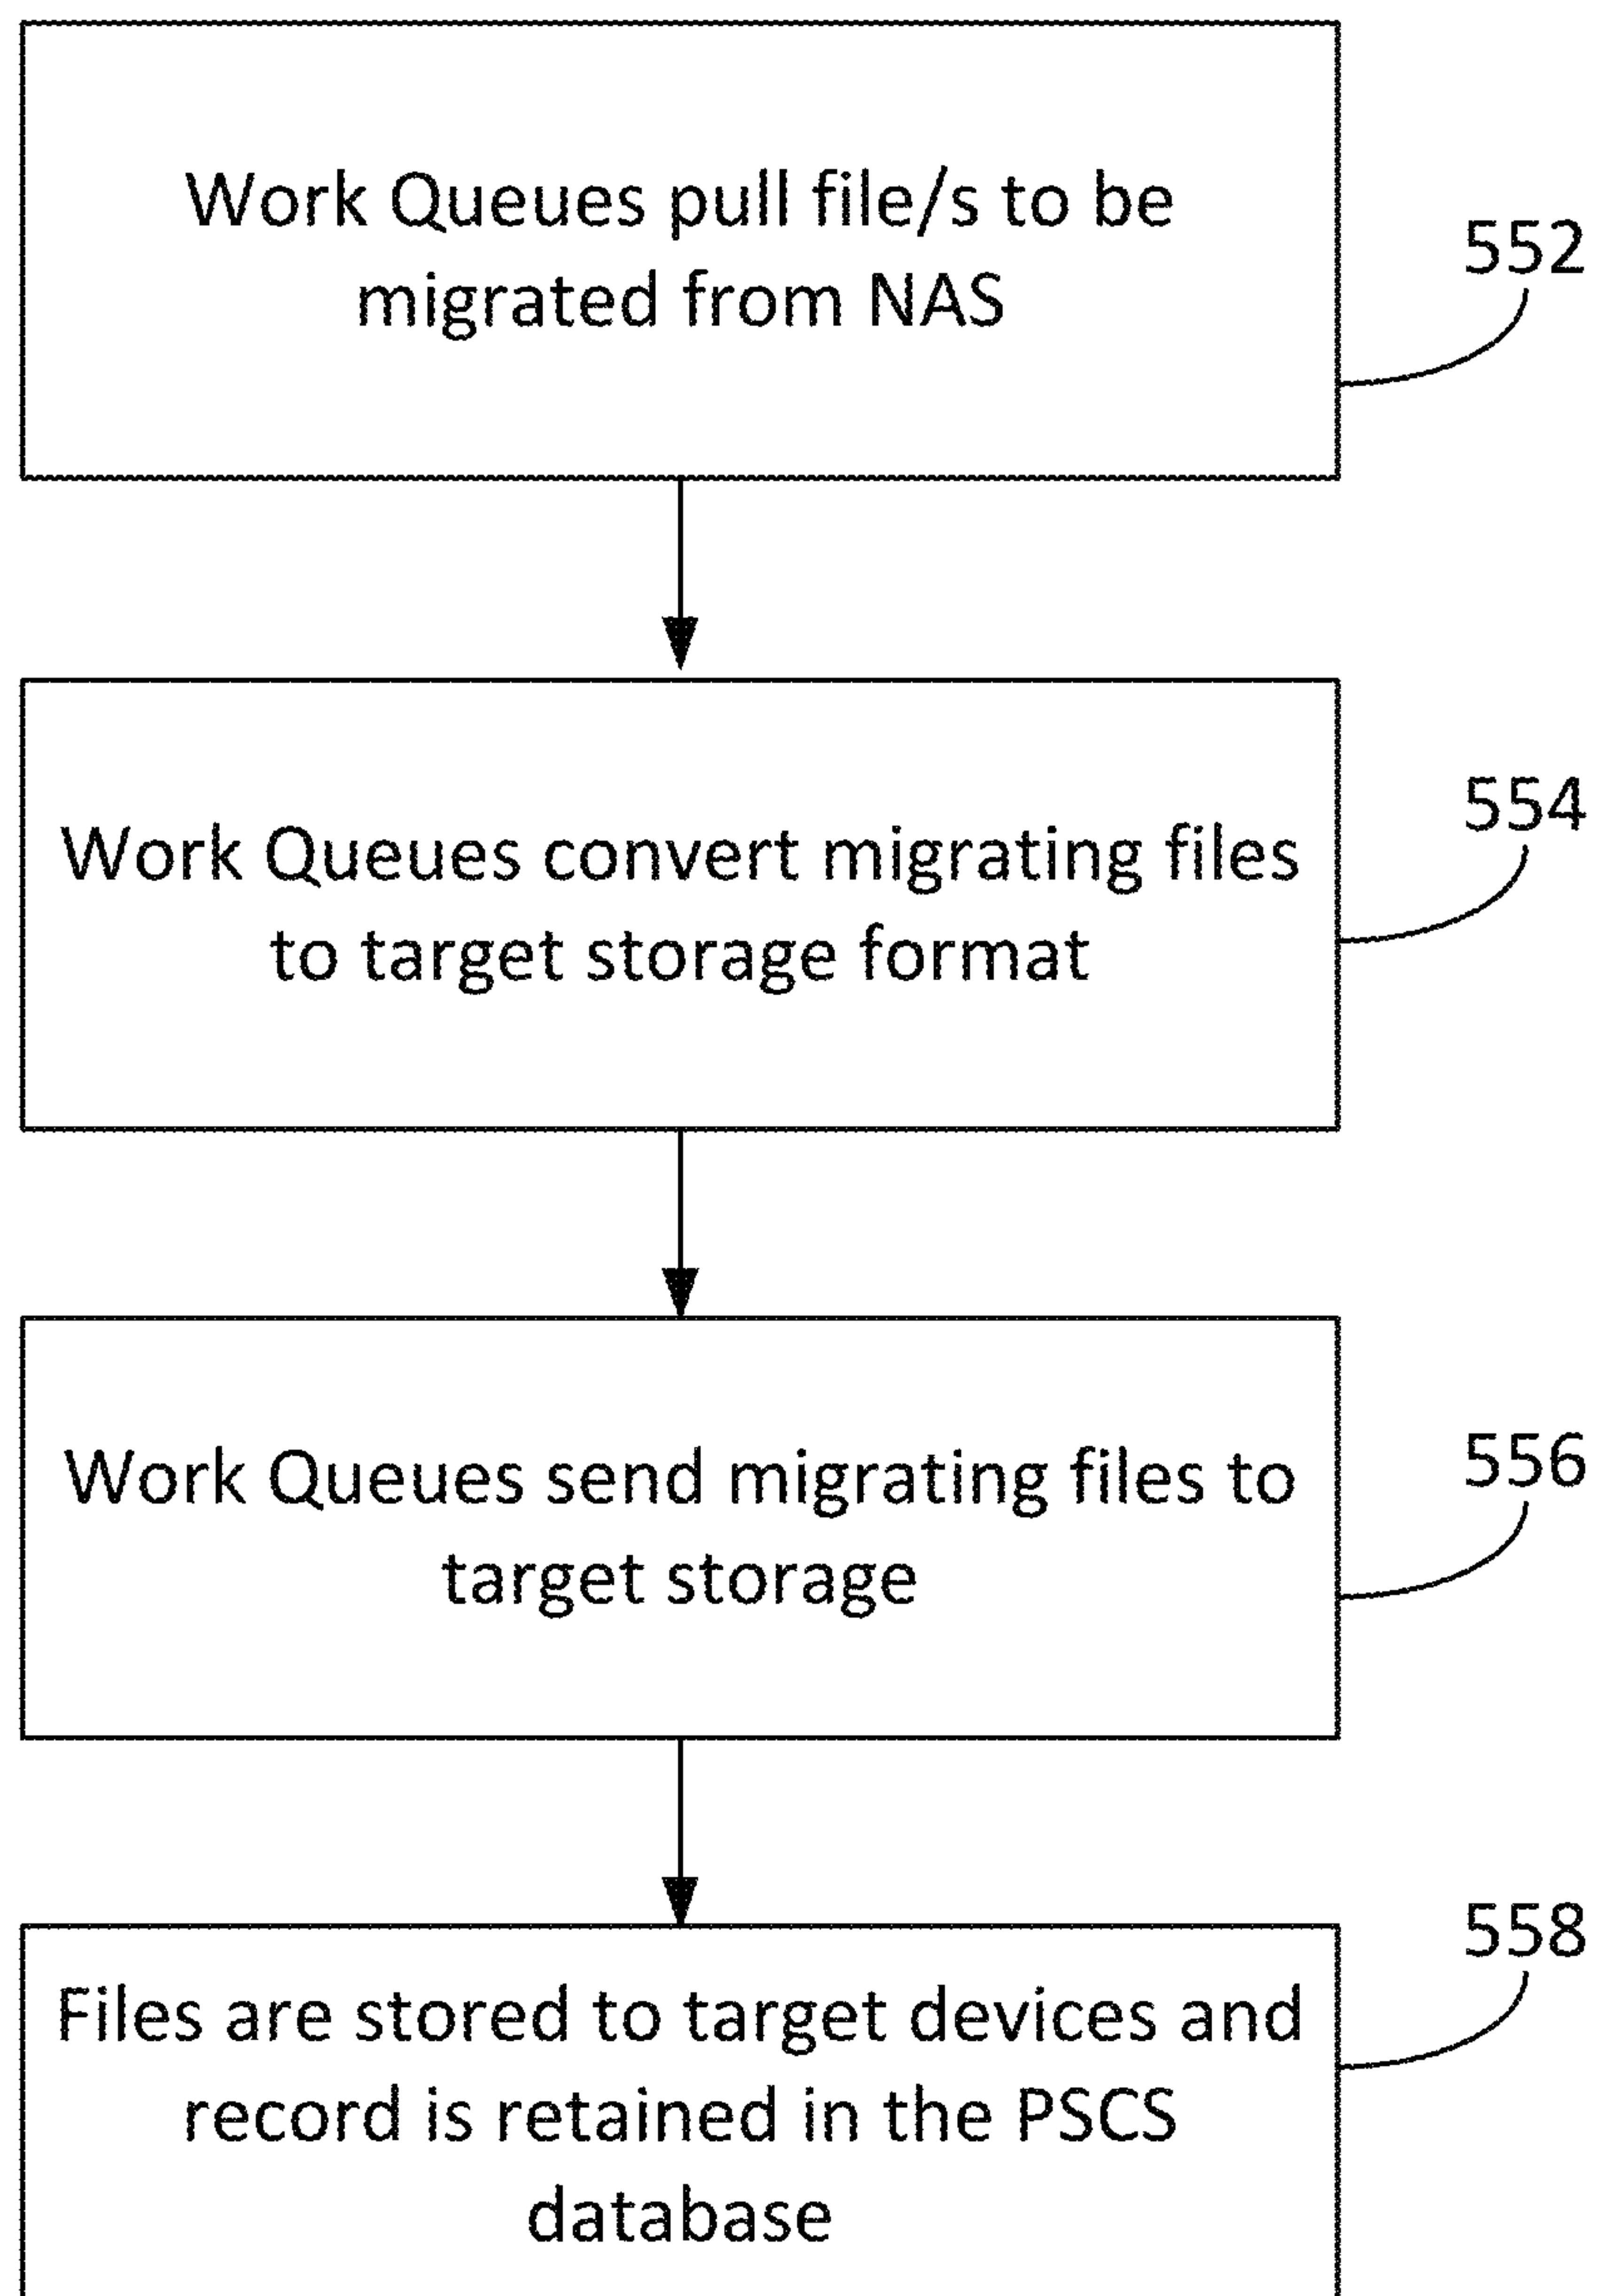 Work Queues pull file/s to be
migrated from NAS
552
Work Queues convert migrating files
to target storage format
554
Work Queues send migrating files to
target storage
556
Files are stored to target devices and
record is retained in the PSCS
database
558